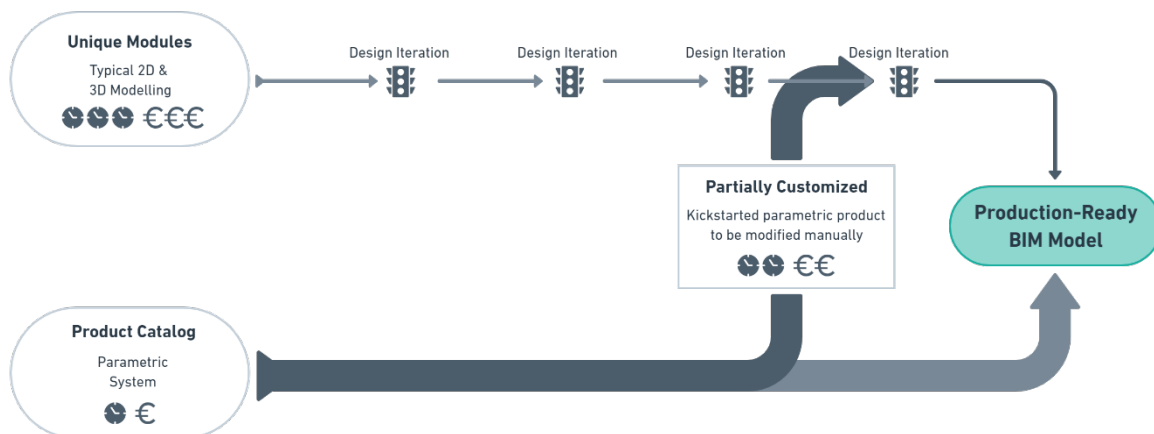 Unique Modules
Typical 2D &
3D Modelling
€€€
Design Iteration
Design Iteration
Design Iteration
Design Iteration
Partially Customized
Kickstarted parametric product
to be modified manually
€€
Production-Ready
BIM Model
Product Catalog
Parametric
System
€